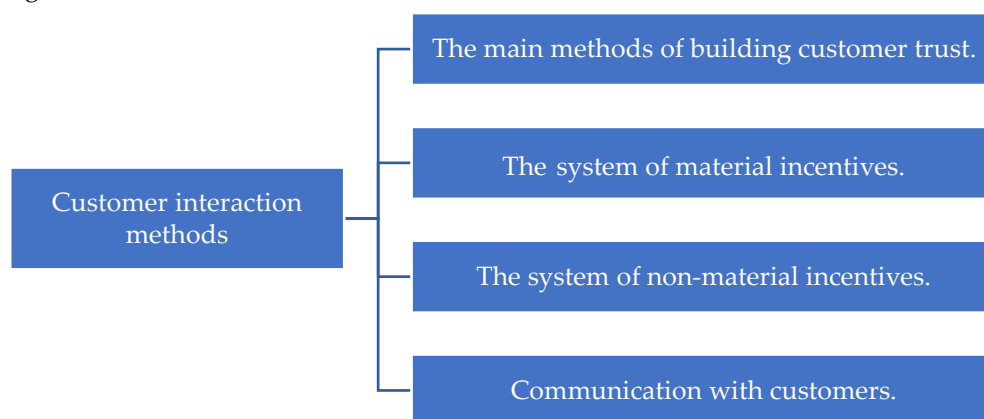 The main methods of building customer trust.
The system of material incentives.
Customer interaction
methods
The system of non-material incentives.
Communication with customers.